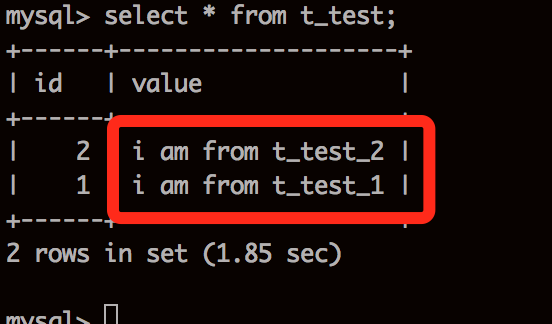 mysql> select * from t_test;
+------+--------------------+
| id   | value              |
+------+--------------------+
|    2 | i am from t_test_2 |
|    1 | i am from t_test_1 |
+------+--------------------+
2 rows in set (1.85 sec)
mysql>